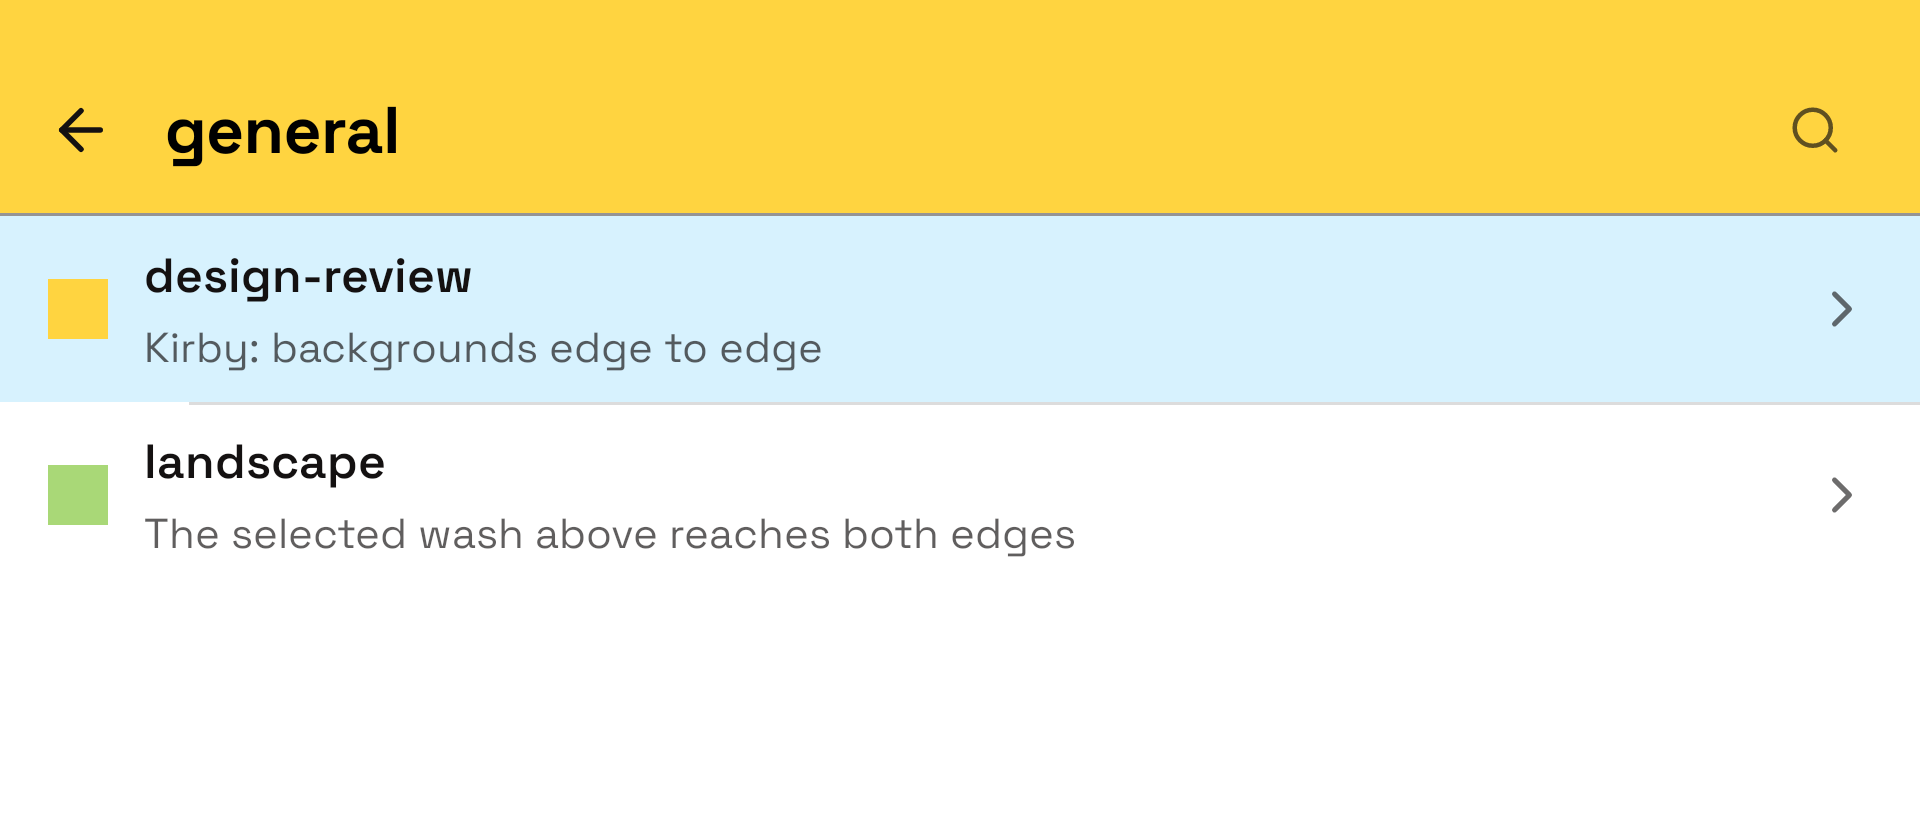 general
design-review
Kirby: backgrounds edge to edge
landscape
The selected wash above reaches both edges